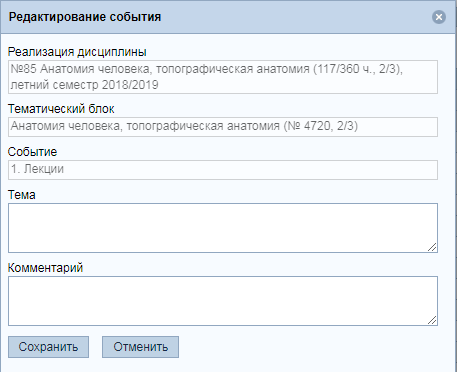 Редактирование события
Реализация дисциплины
№85 Анатомия человека, топографическая анатомия (117/360 ч., 2/3),
летний семестр 2018/2019
Тематический блок
Анатомия человека, топографическая анатомия (№ 4720, 2/3)
Событие
1. Лекции
Тема
Комментарий
Сохранить Отменить